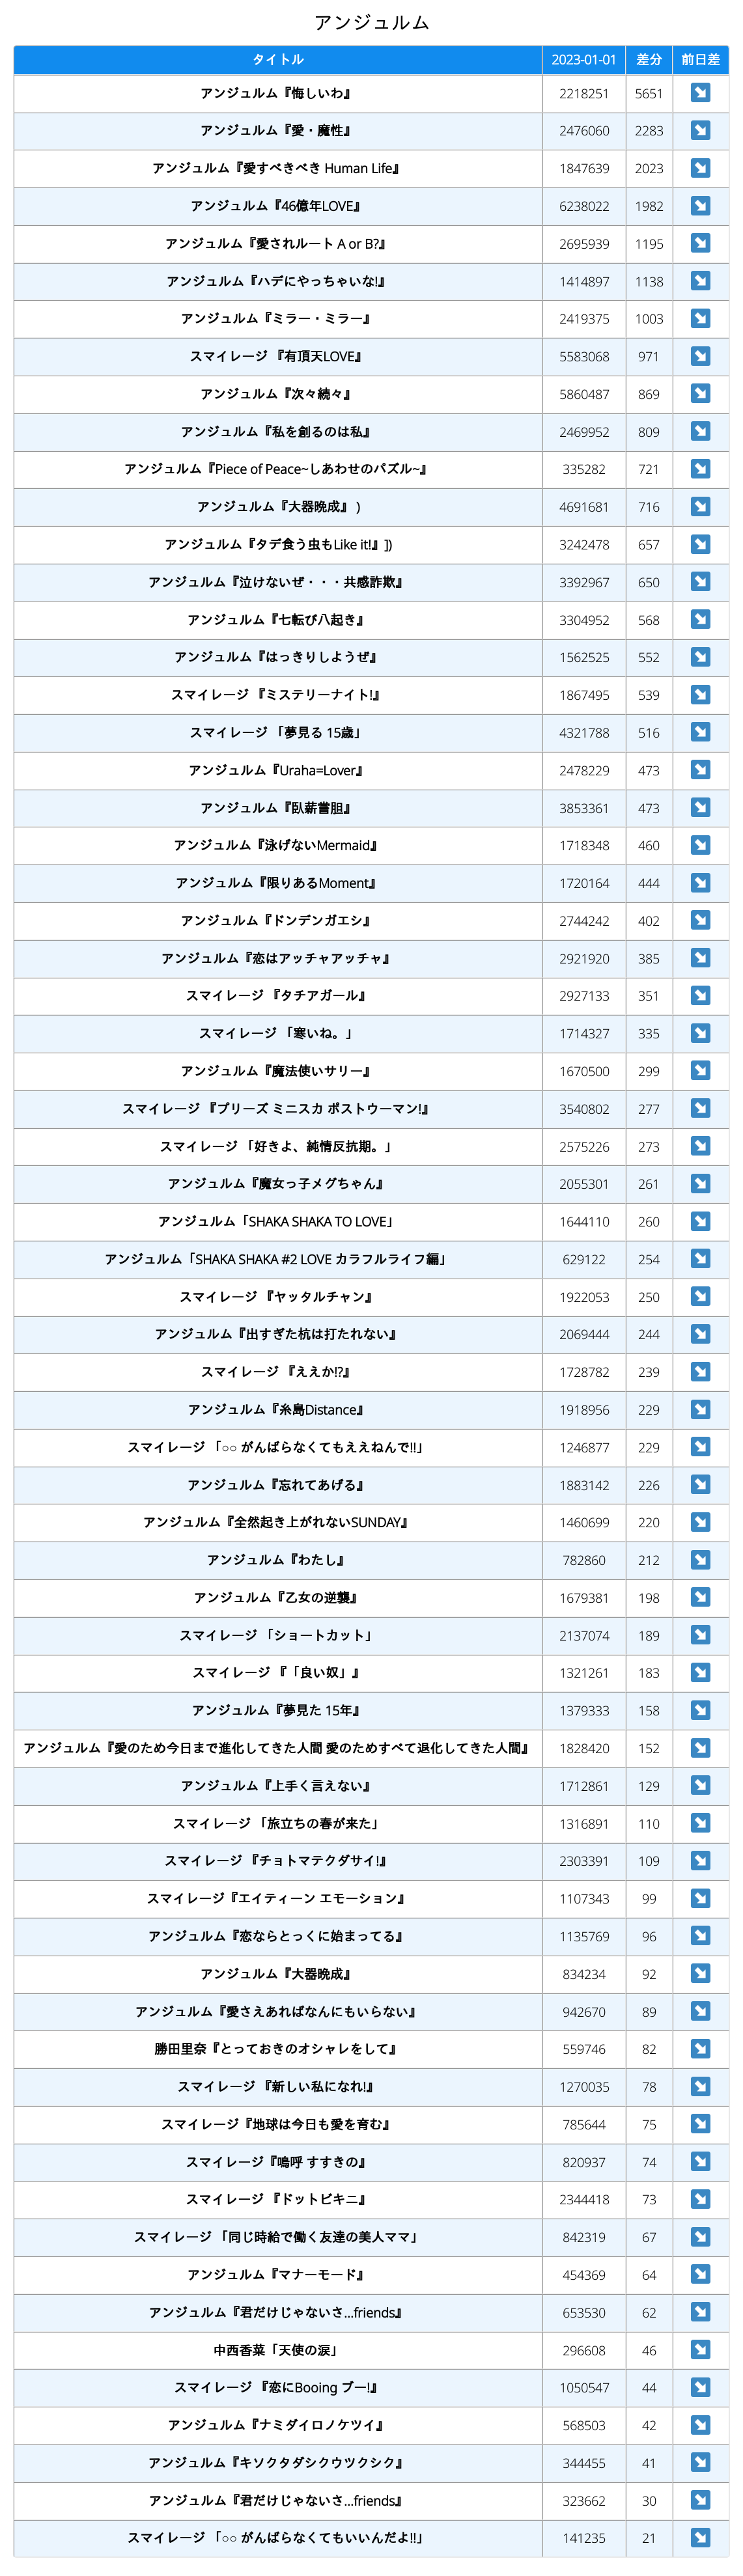 アンジュルム
タイトル 2023-01-01 差分 前日差
アンジュルム『悔しいわ』 2218251 5651
アンジュルム『愛・魔性』 2476060 2283
アンジュルム『愛すべきべき Human Life』 1847639 2023
アンジュルム『46億年LOVE』 6238022 1982
アンジュルム『愛されルート A or B?』 2695939 1195
アンジュルム『ハデにやっちゃいな!』 1414897 1138
アンジュルム『ミラー・ミラー』 2419375 1003
スマイレージ 『有頂天LOVE』 5583068 971
アンジュルム『次々続々』 5860487 869
アンジュルム『私を創るのは私』 2469952 809
アンジュルム『Piece of Peace~しあわせのパズル~』 335282 721
アンジュルム『大器晩成』 ) 4691681 716
アンジュルム『タデ食う虫もLike it!』]) 3242478 657
アンジュルム『泣けないぜ・・・共感詐欺』 3392967 650
アンジュルム『七転び八起き』 3304952 568
アンジュルム『はっきりしようぜ』 1562525 552
スマイレージ 『ミステリーナイト!』 1867495 539
スマイレージ 「夢見る 15歳」 4321788 516
アンジュルム『Uraha=Lover』 2478229 473
アンジュルム『臥薪嘗胆』 3853361 473
アンジュルム『泳げないMermaid』 1718348 460
アンジュルム『限りあるMoment』 1720164 444
アンジュルム『ドンデンガエシ』 2744242 402
アンジュルム『恋はアッチャアッチャ』 2921920 385
スマイレージ 『タチアガール』 2927133 351
スマイレージ 「寒いね。」 1714327 335
アンジュルム『魔法使いサリー』 1670500 299
スマイレージ 『プリーズ ミニスカ ポストウーマン!』 3540802 277
スマイレージ 「好きよ、純情反抗期。」 2575226 273
アンジュルム『魔女っ子メグちゃん』 2055301 261
アンジュルム「SHAKA SHAKA TO LOVE」 1644110 260
アンジュルム「SHAKA SHAKA #2 LOVE カラフルライフ編」 629122 254
スマイレージ 『ヤッタルチャン』 1922053 250
アンジュルム『出すぎた杭は打たれない』 2069444 244
スマイレージ 『ええか!?』 1728782 239
アンジュルム『糸島Distance』 1918956 229
スマイレージ 「○○ がんばらなくてもええねんで!!」 1246877 229
アンジュルム『忘れてあげる』 1883142 226
アンジュルム『全然起き上がれないSUNDAY』 1460699 220
アンジュルム『わたし』 782860 212
アンジュルム『乙女の逆襲』 1679381 198
スマイレージ 「ショートカット」 2137074 189
スマイレージ 『「良い奴」』 1321261 183
アンジュルム『夢見た 15年』 1379333 158
アンジュルム『愛のため今日まで進化してきた人間 愛のためすべて退化してきた人間』 1828420 152
アンジュルム『上手く言えない』 1712861 129
スマイレージ 「旅立ちの春が来た」 1316891 110
スマイレージ 『チョトマテクダサイ!』 2303391 109
スマイレージ『エイティーン エモーション』 1107343 99
アンジュルム『恋ならとっくに始まってる』 1135769 96
アンジュルム『大器晩成』 834234 92
アンジュルム『愛さえあればなんにもいらない』 942670 89
勝田里奈『とっておきのオシャレをして』 559746 82
スマイレージ 『新しい私になれ!』 1270035 78
スマイレージ『地球は今日も愛を育む』 785644 75
スマイレージ『嗚呼 すすきの』 820937 74
スマイレージ 『ドットビキニ』 2344418 73
スマイレージ 「同じ時給で働く友達の美人ママ」 842319 67
アンジュルム『マナーモード』 454369 64
アンジュルム『君だけじゃないさ...friends』 653530 62
中西香菜「天使の涙」 296608 46
スマイレージ 『恋にBooing ブー!』 1050547 44
アンジュルム『ナミダイロノケツイ』 568503 42
アンジュルム『キソクタダシクウツクシク』 344455 41
アンジュルム『君だけじゃないさ...friends』 323662 30
スマイレージ 「○○ がんばらなくてもいいんだよ!!」 141235 21